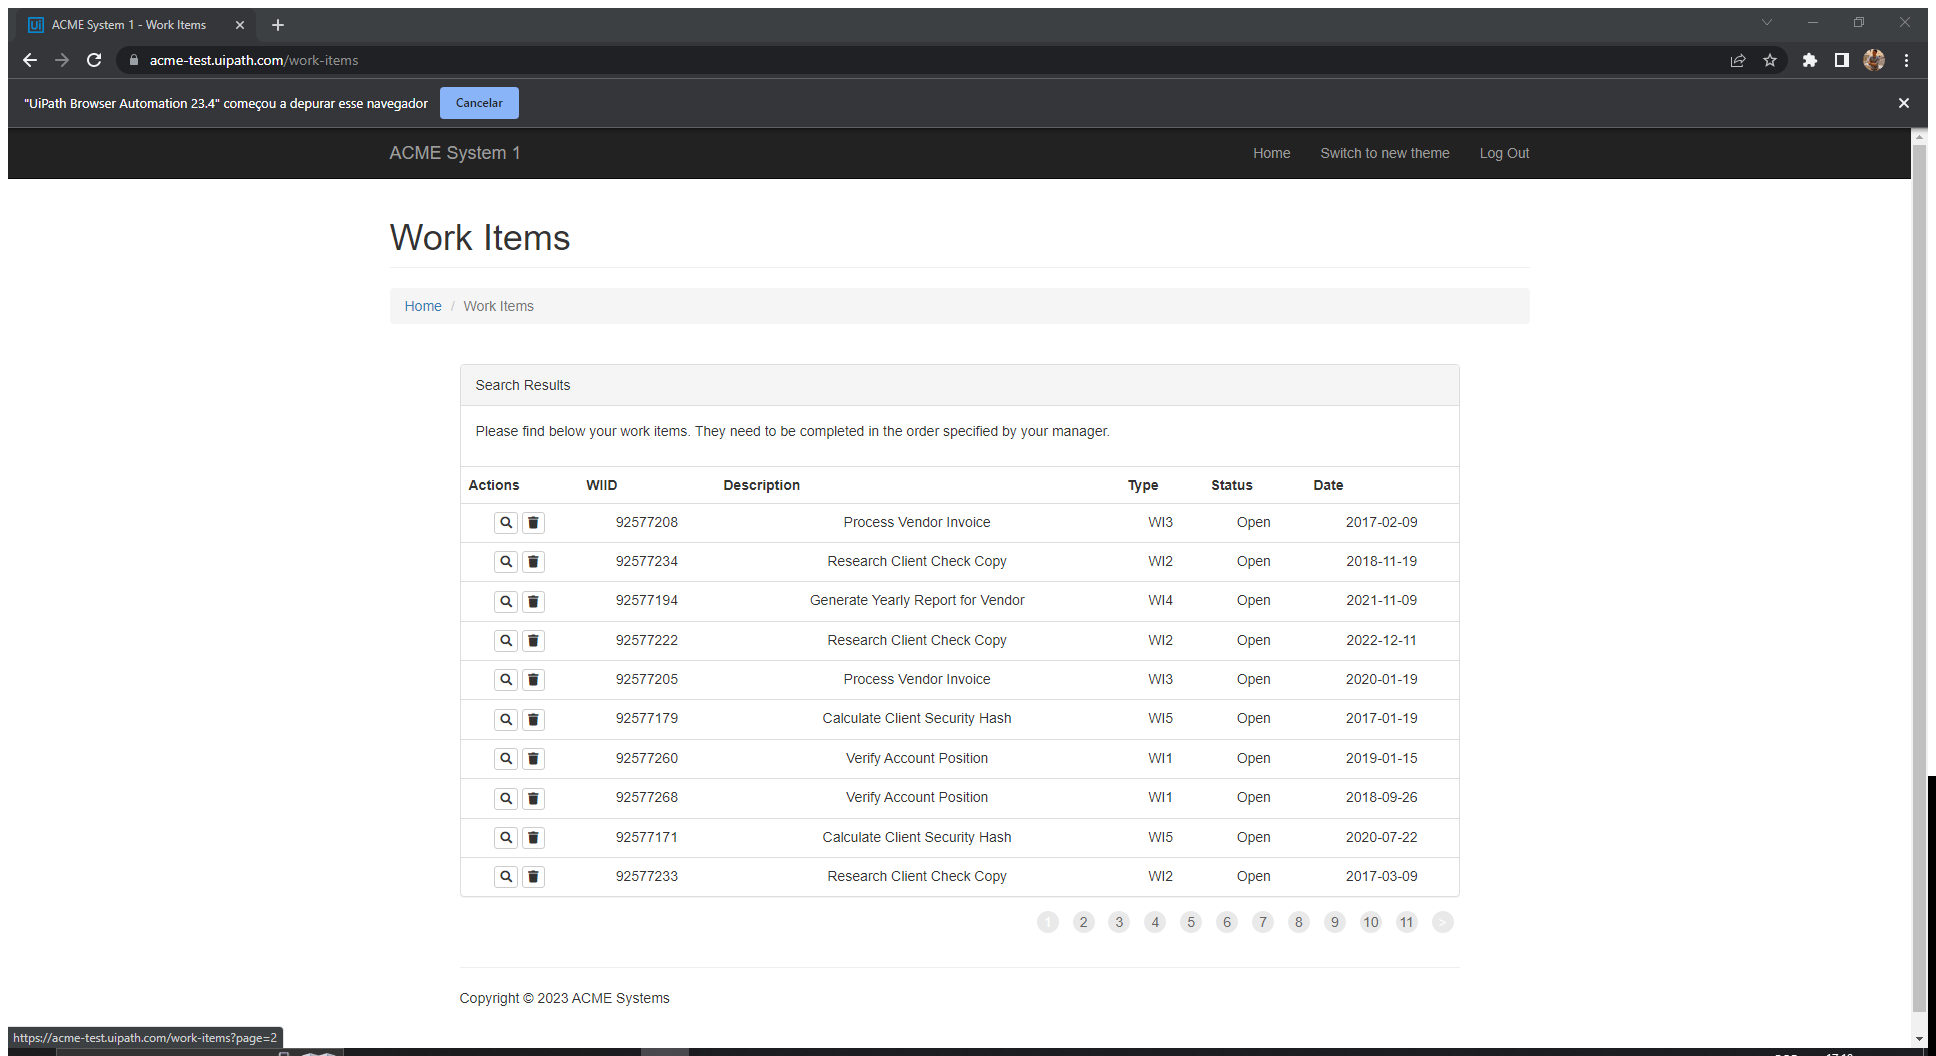 ACME System 1 - Work Items
acme-test.uipath.com/work-items
"UiPath Browser Automation 23.4" começou a depurar esse navegador Cancelar
ACME System 1 Home Switch to new theme Log Out
Work Items
Home / Work Items
Search Results
Please find below your work items. They need to be completed in the order specified by your manager.
Actions WIID Description Type Status Date
92577208 Process Vendor Invoice WI3 Open 2017-02-09
92577234 Research Client Check Copy WI2 Open 2018-11-19
92577194 Generate Yearly Report for Vendor WI4 Open 2021-11-09
92577222 Research Client Check Copy WI2 Open 2022-12-11
92577205 Process Vendor Invoice WI3 Open 2020-01-19
92577179 Calculate Client Security Hash WI5 Open 2017-01-19
92577260 Verify Account Position WI1 Open 2019-01-15
92577268 Verify Account Position WI1 Open 2018-09-26
92577171 Calculate Client Security Hash WI5 Open 2020-07-22
92577233 Research Client Check Copy WI2 Open 2017-03-09
1 2 3 4 5 6 7 8 9 10 11 >
Copyright © 2023 ACME Systems
https://acme-test.uipath.com/work-items?page=2